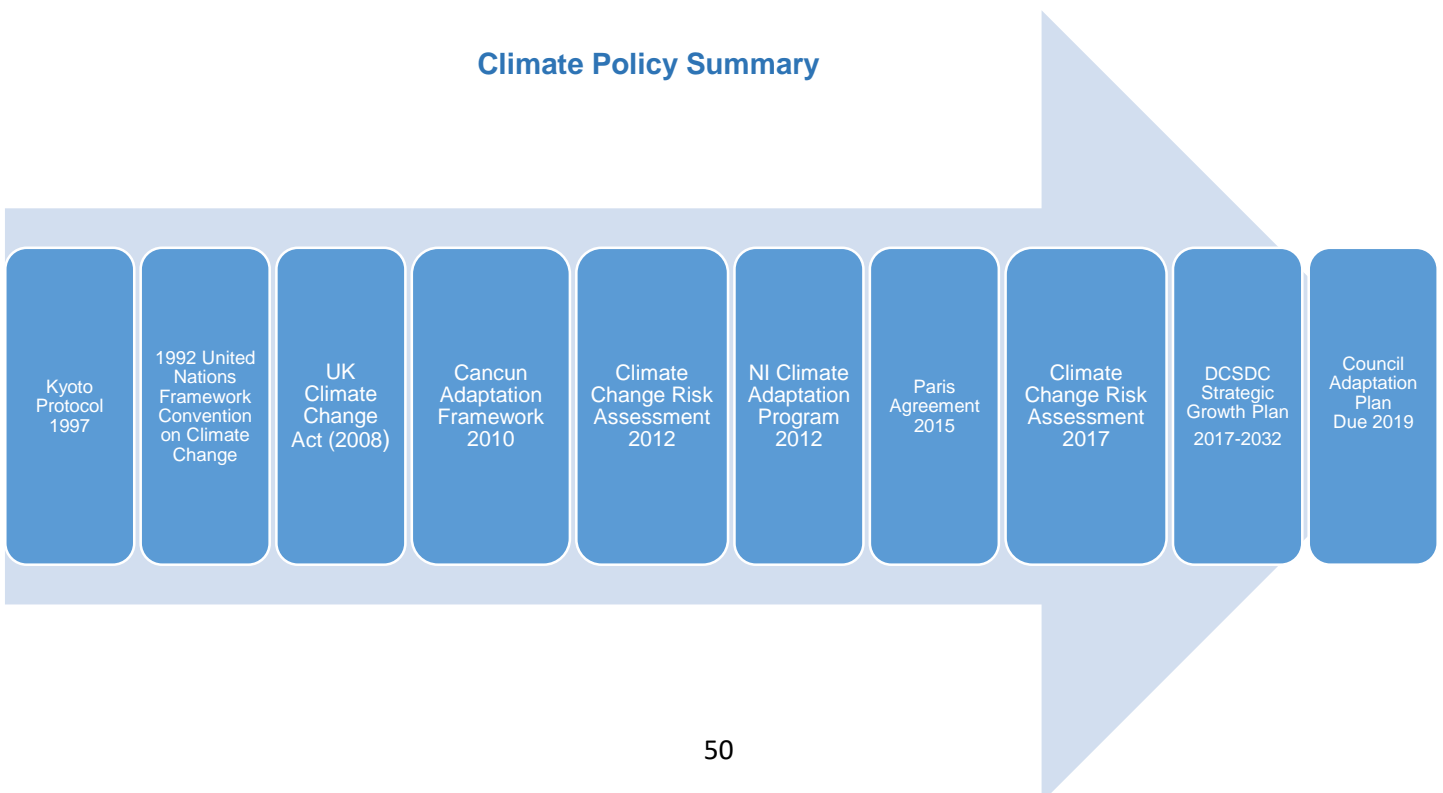 Climate Policy Summary
Kyoto
Protocol
1997
1992 United
Nations
Framework
Convention
on Climate
Change
UK
Climate
Change
Act (2008)
Cancun
Adaptation
Framework
2010
Climate
Change Risk
Assessment
2012
NI Climate
Adaptation
Program
2012
Paris
Agreement
2015
Climate
Change Risk
Assessment
2017
DCSDC
Strategic
Growth Plan
2017-2032
Council
Adaptation
Plan
Due 2019
50